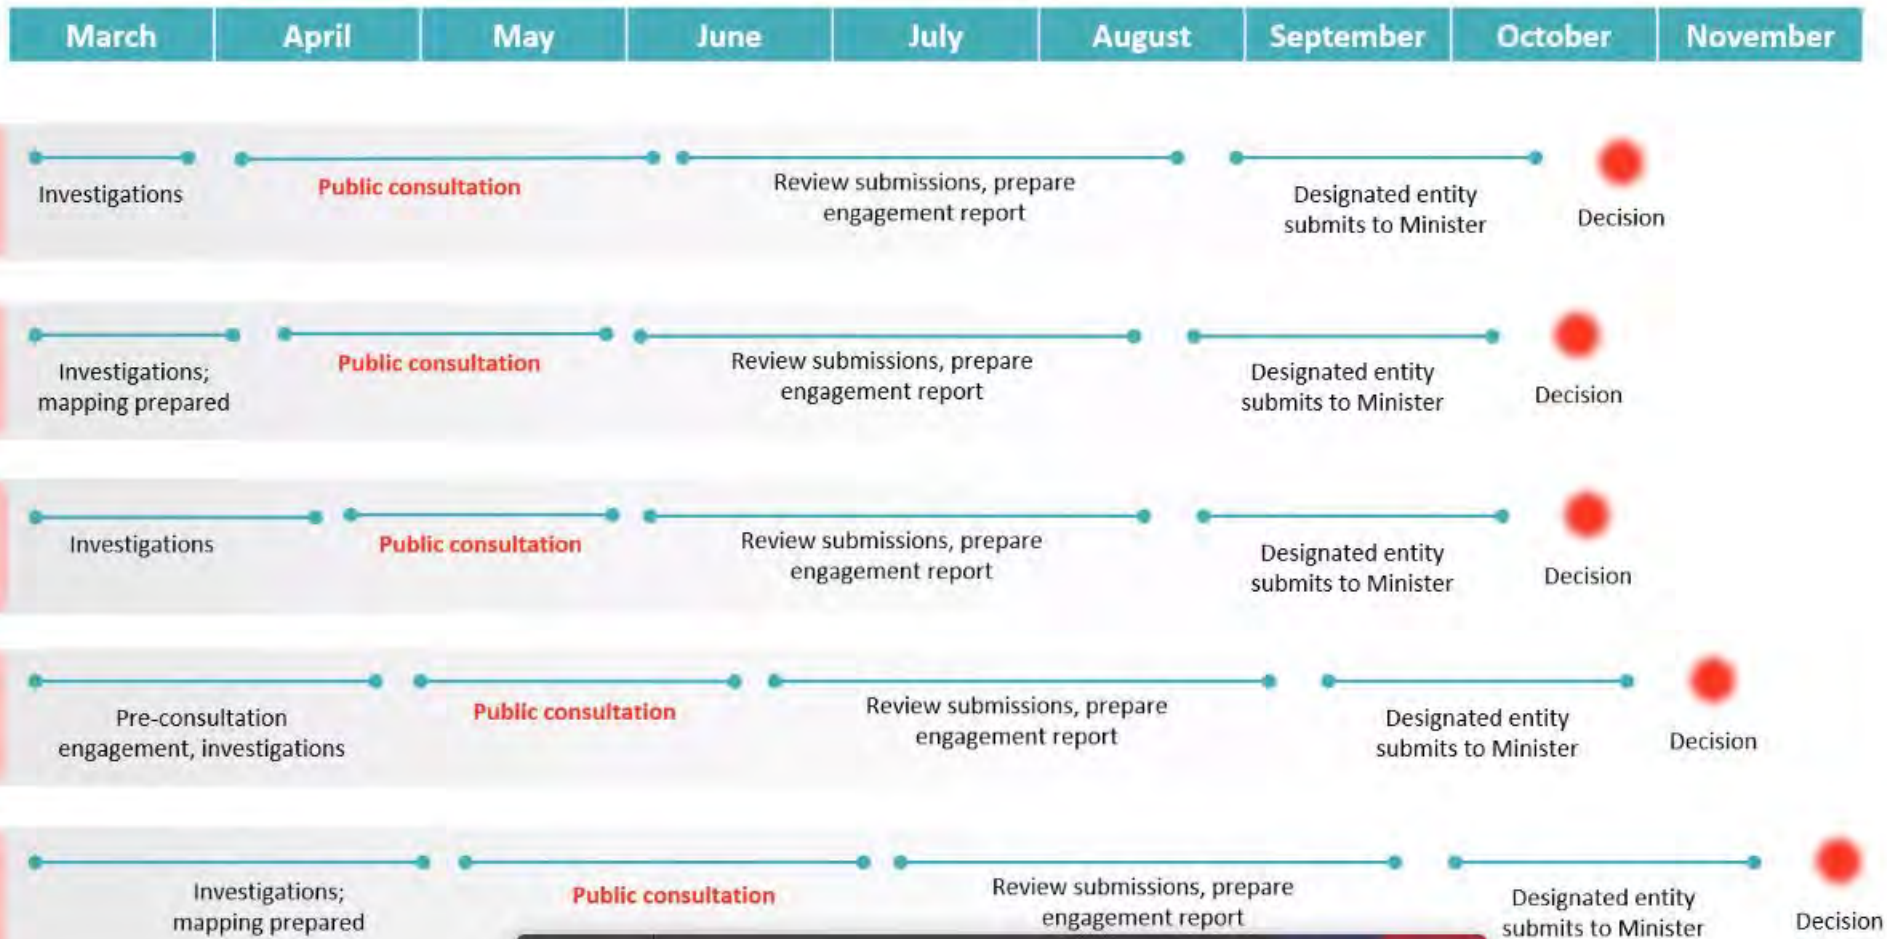 March April May June July August September October November
Investigations
Public consultation
Review submissions, prepare
engagement report
Designated entity
submits to Minister
Decision
Investigations;
mapping prepared
Public consultation
Review submissions, prepare
engagement report
Designated entity
submits to Minister
Decision
Investigations
Public consultation
Review submissions, prepare
engagement report
Designated entity
submits to Minister
Decision
Pre-consultation
engagement, investigations
Public consultation
Review submissions, prepare
engagement report
Designated entity
submits to Minister
Decision
Investigations;
mapping prepared
Public consultation
Review submissions, prepare
engagement report
Designated entity
submits to Minister
Decision